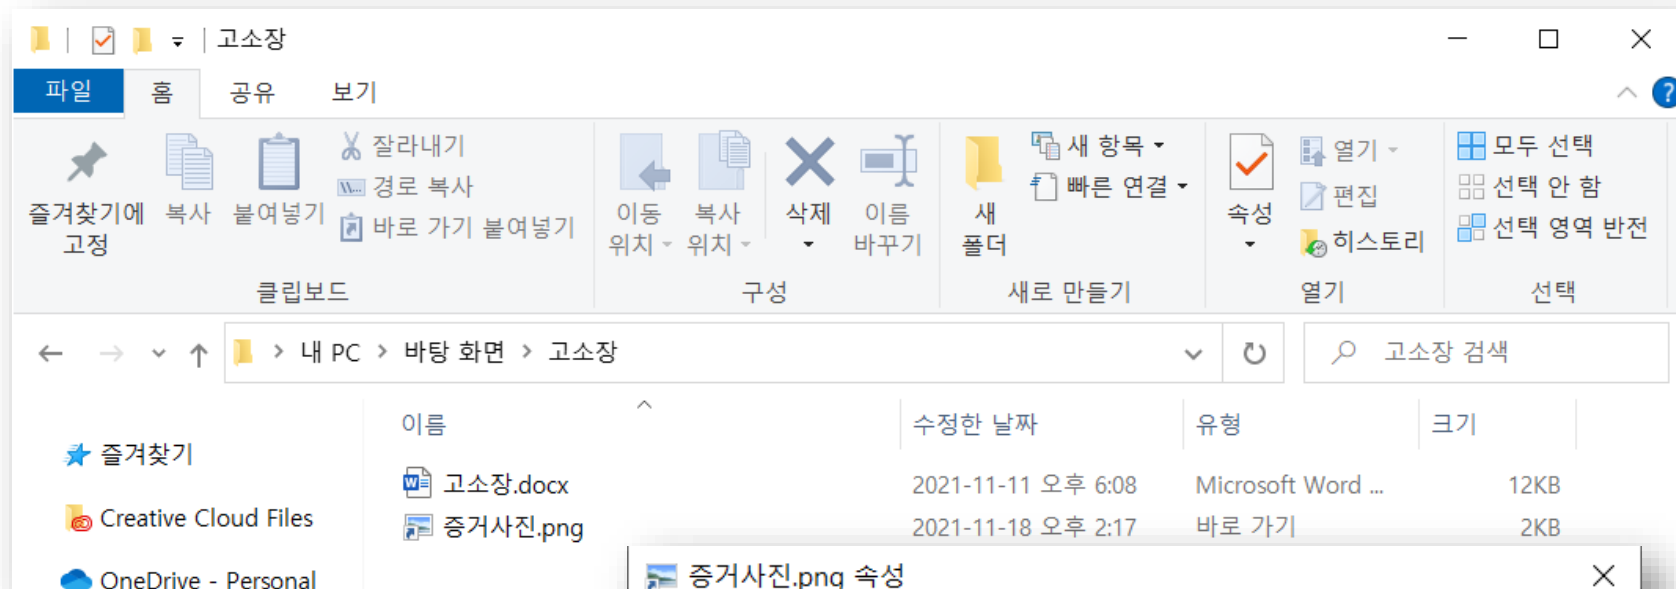 고소장
파일 홈 공유 보기
즐겨찾기에 고정
복사
붙여넣기
잘라내기
경로 복사
바로 가기 붙여넣기
클립보드
이동 위치
복사 위치
삭제
이름 바꾸기
구성
새 폴더
새 항목
빠른 연결
새로 만들기
속성
열기
편집
히스토리
열기
모두 선택
선택 안 함
선택 영역 반전
선택
내 PC > 바탕 화면 > 고소장
고소장 검색
이름 수정한 날짜 유형 크기
즐겨찾기
고소장.docx 2021-11-11 오후 6:08 Microsoft Word ... 12KB
Creative Cloud Files
증거사진.png 2021-11-18 오후 2:17 바로 가기 2KB
OneDrive - Personal
증거사진.png 속성